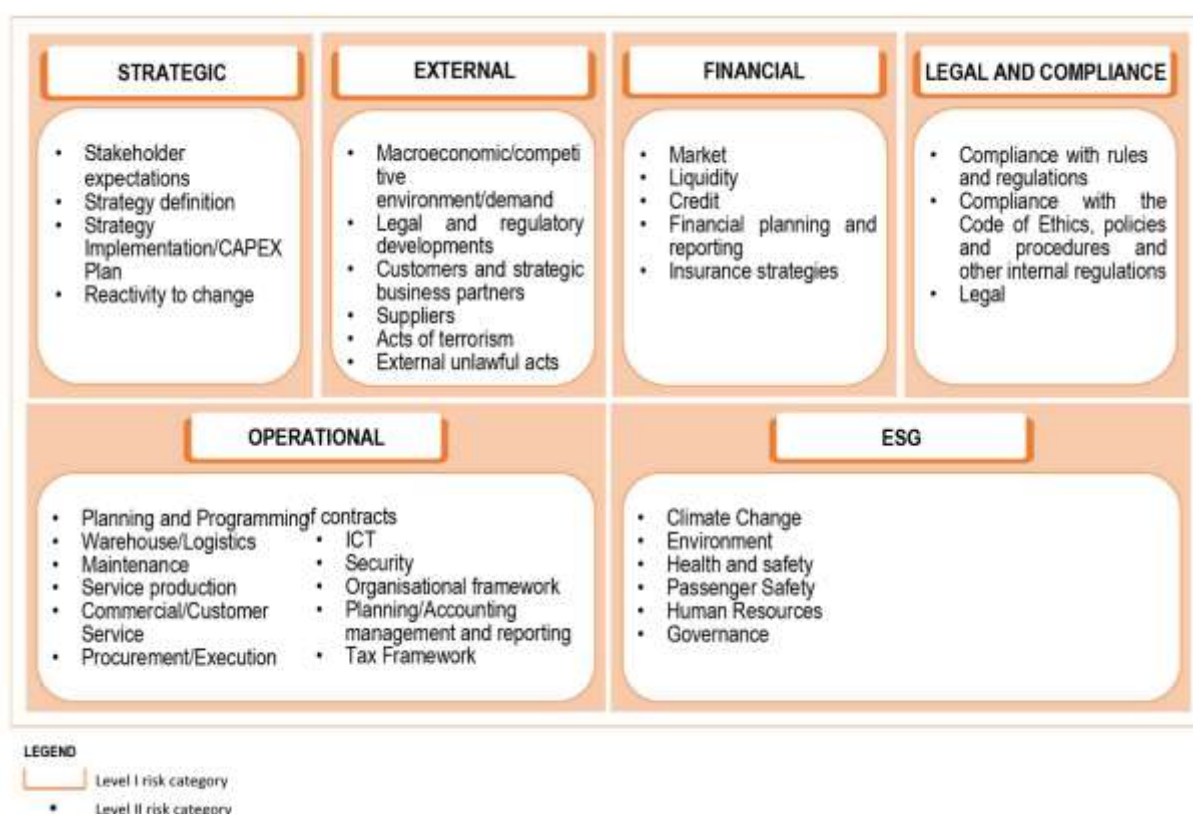 STRATEGIC
• Stakeholder
expectations
• Strategy definition
• Strategy
Implementation/CAPEX
Plan
• Reactivity to change
EXTERNAL
• Macroeconomic/competi
tive
environment/demand
• Legal and regulatory
developments
• Customers and strategic
business partners
• Suppliers
• Acts of terrorism
• External unlawful acts
FINANCIAL
• Market
• Liquidity
• Credit
• Financial planning and
reporting
• Insurance strategies
LEGAL AND COMPLIANCE
• Compliance with rules
and regulations
• Compliance with the
Code of Ethics, policies
and procedures and
other internal regulations
• Legal
OPERATIONAL
• Planning and Programming
• Warehouse/Logistics
• Maintenance
• Service production
• Commercial/Customer
Service
• Procurement/Execution
f contracts
• ICT
• Security
• Organisational framework
• Planning/Accounting
management and reporting
• Tax Framework
ESG
• Climate Change
• Environment
• Health and safety
• Passenger Safety
• Human Resources
• Governance
LEGEND
Level I risk category
• Level II risk category